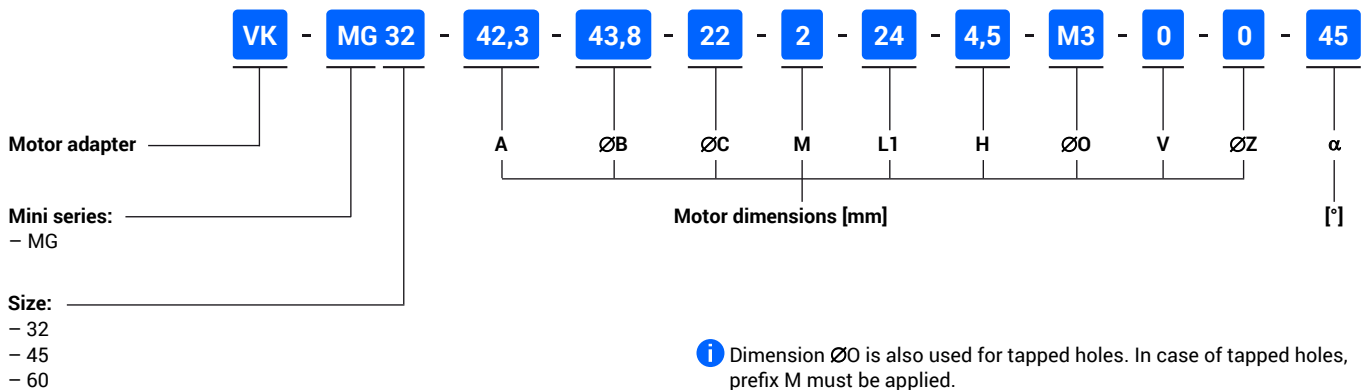 VK - MG 32 - 42,3 - 43,8 - 22 - 2 - 24 - 4,5 - M3 - 0 - 0 - 45
Motor adapter A ØB ØC M L1 H ØO V ØZ α
Mini series: Motor dimensions [mm] [°]
– MG
Size:
– 32
– 45
– 60
i Dimension ØO is also used for tapped holes. In case of tapped holes,
prefix M must be applied.